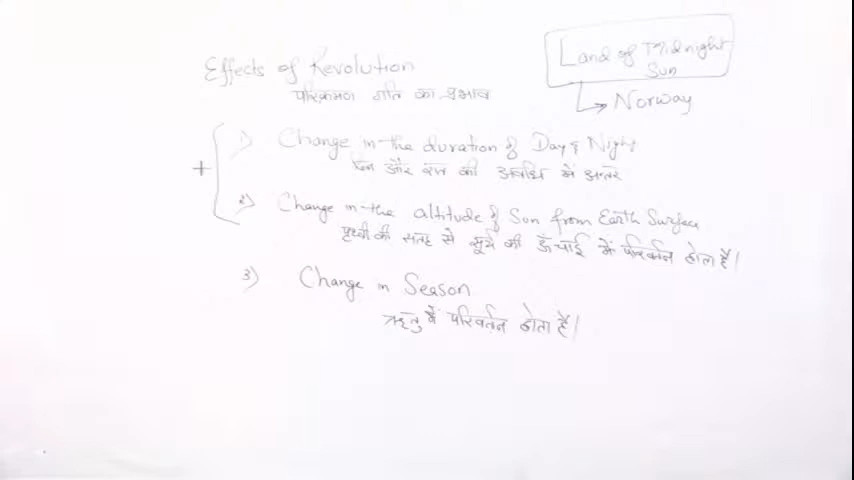 Effects of Revolution
परिक्रमण गति का प्रभाव
Land of Midnight
Sun
Norway
+
1) Change in the duration of Day & Night
दिन और रात की अवधि में अन्तर
2) Change in the altitude of Sun from Earth Surface
पृथ्वी की सतह से सूर्य की ऊँचाई में परिवर्तन होता है।
3) Change in Season
ऋतु में परिवर्तन होता है।